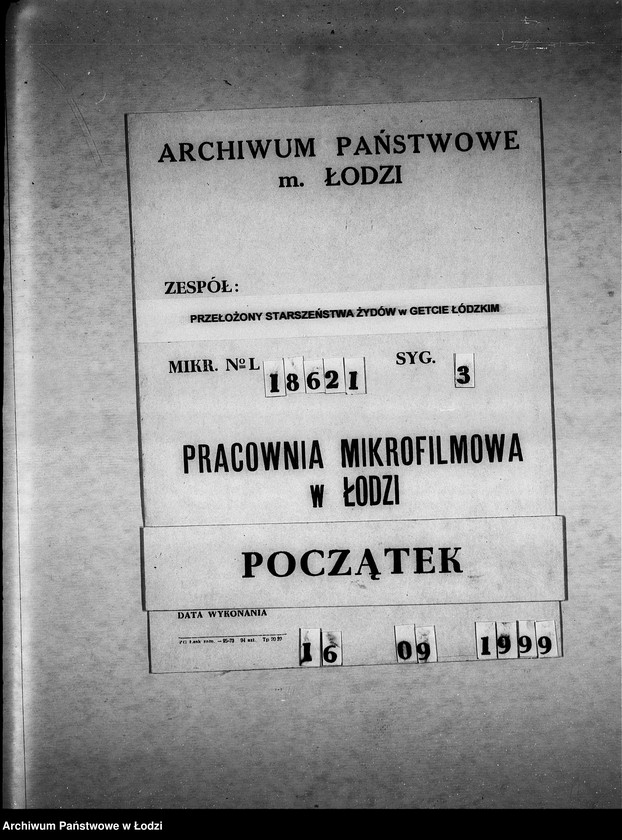 ARCHIWUM PAŃSTWOWE
m. ŁODZI
ZESPÓŁ:
PRZEŁOŻONY STARSZEŃSTWA ŻYDÓW w GETCIE ŁÓDZKIM
MIKR. Nº L 18621 SYG. 3
PRACOWNIA MIKROFILMOWA
w ŁODZI
POCZĄTEK
DATA WYKONANIA
16 09 1999
Archiwum Państwowe w Łodzi